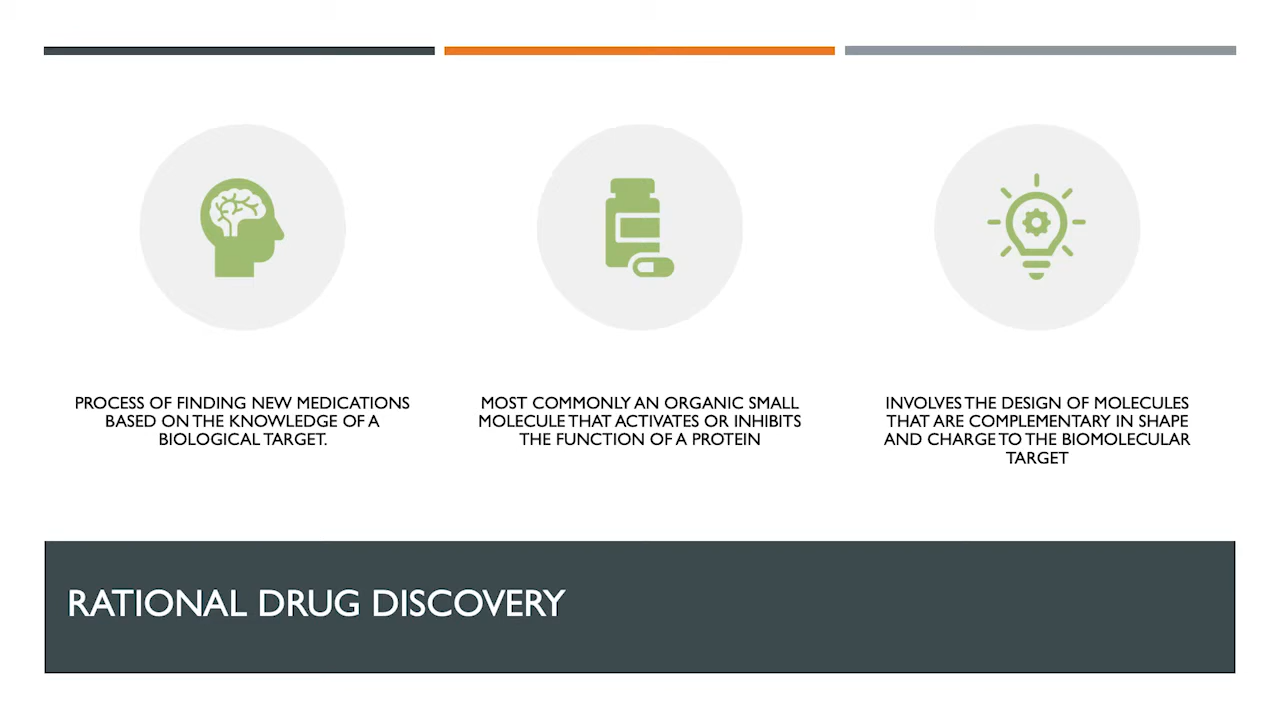 PROCESS OF FINDING NEW MEDICATIONS
BASED ON THE KNOWLEDGE OF A
BIOLOGICAL TARGET.
MOST COMMONLY AN ORGANIC SMALL
MOLECULE THAT ACTIVATES OR INHIBITS
THE FUNCTION OF A PROTEIN
INVOLVES THE DESIGN OF MOLECULES
THAT ARE COMPLEMENTARY IN SHAPE
AND CHARGE TO THE BIOMOLECULAR
TARGET
RATIONAL DRUG DISCOVERY